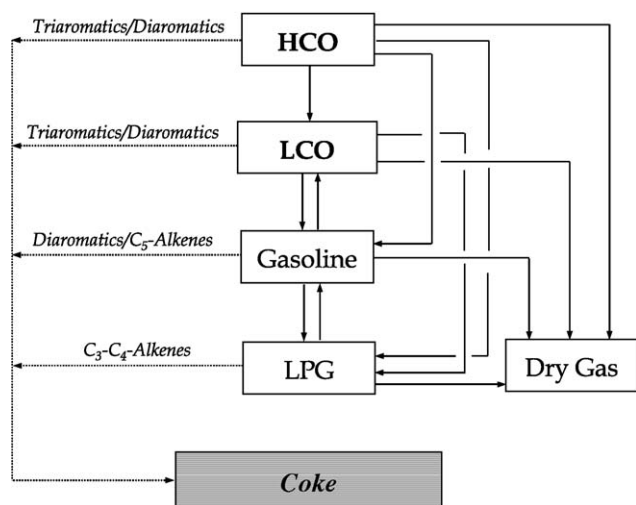 Triaromatics/Diaromatics
HCO
Triaromatics/Diaromatics
LCO
Diaromatics/C₅-Alkenes
Gasoline
C₃-C₄-Alkenes
LPG
Dry Gas
Coke